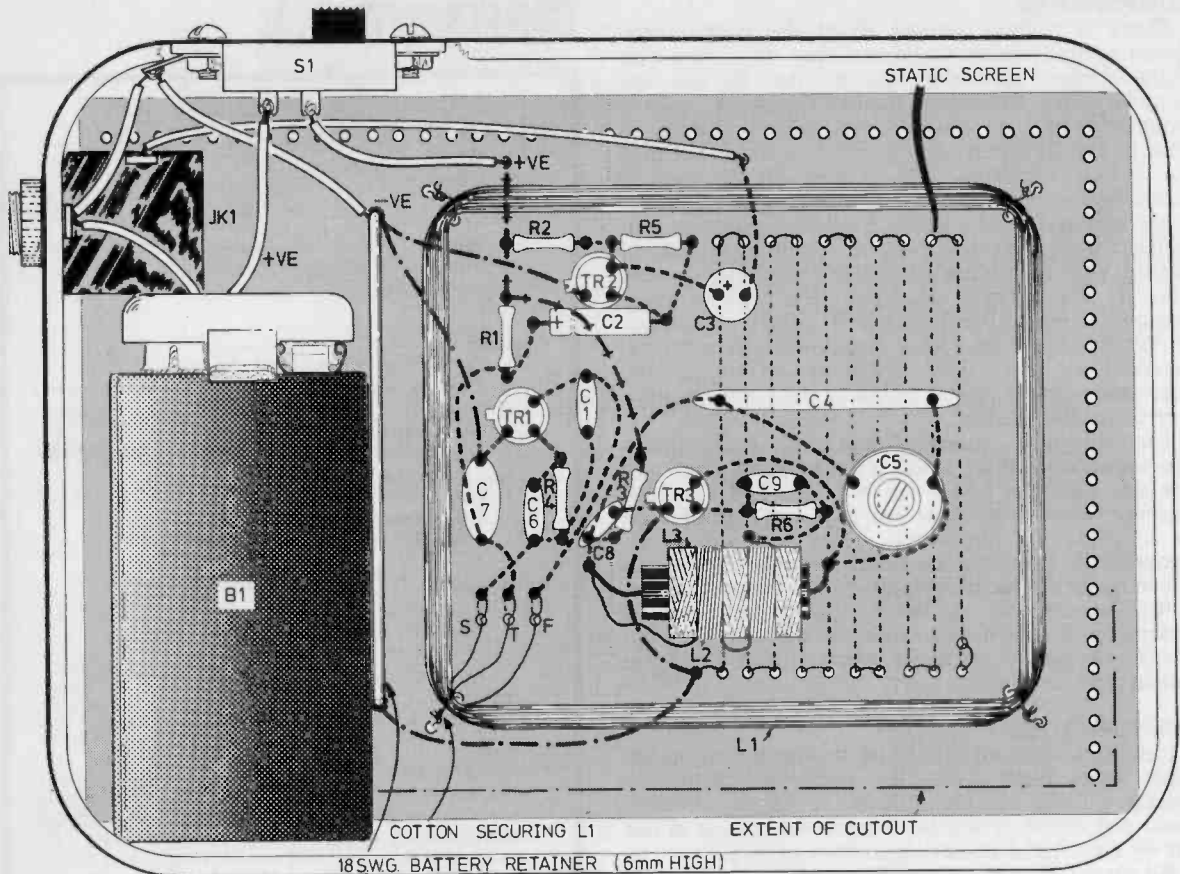 S1
STATIC SCREEN
+VE
-VE
JK1
+VE
R2
R5
TR2
+
C3
R1
+
C2
C4
C1
TR1
C5
C7
C6
R4
R3
TR3
C9
R6
C8
L3
B1
S
T
F
L2
L1
COTTON SECURING L1
EXTENT OF CUTOUT
18 S.W.G. BATTERY RETAINER (6mm HIGH)